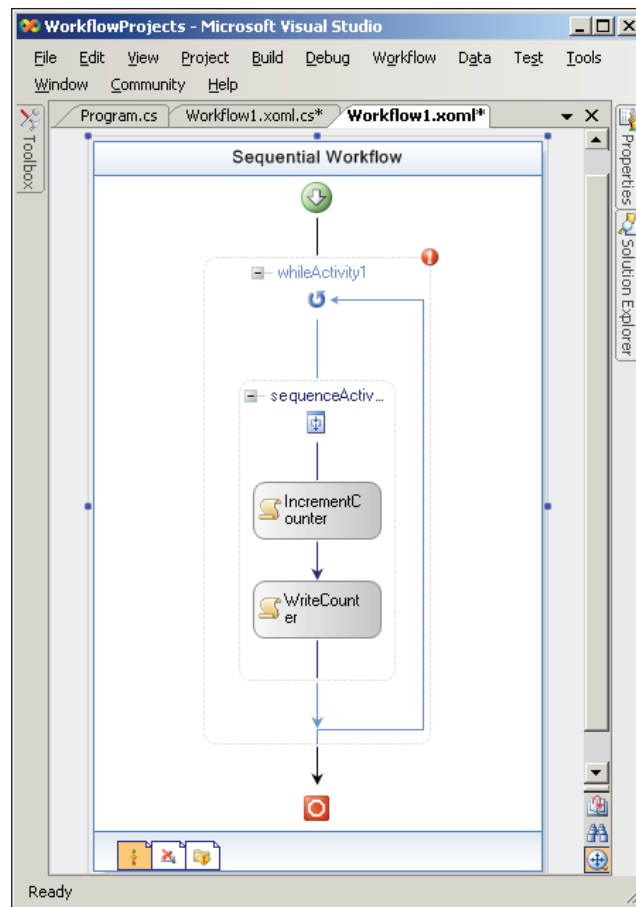 WorkflowProjects - Microsoft Visual Studio
File Edit View Project Build Debug Workflow Data Test Tools
Window Community Help
Program.cs Workflow1.xoml.cs* Workflow1.xoml*
Toolbox
Properties
Solution Explorer
Sequential Workflow
whileActivity1
sequenceActiv...
IncrementC
ounter
WriteCount
er
Ready